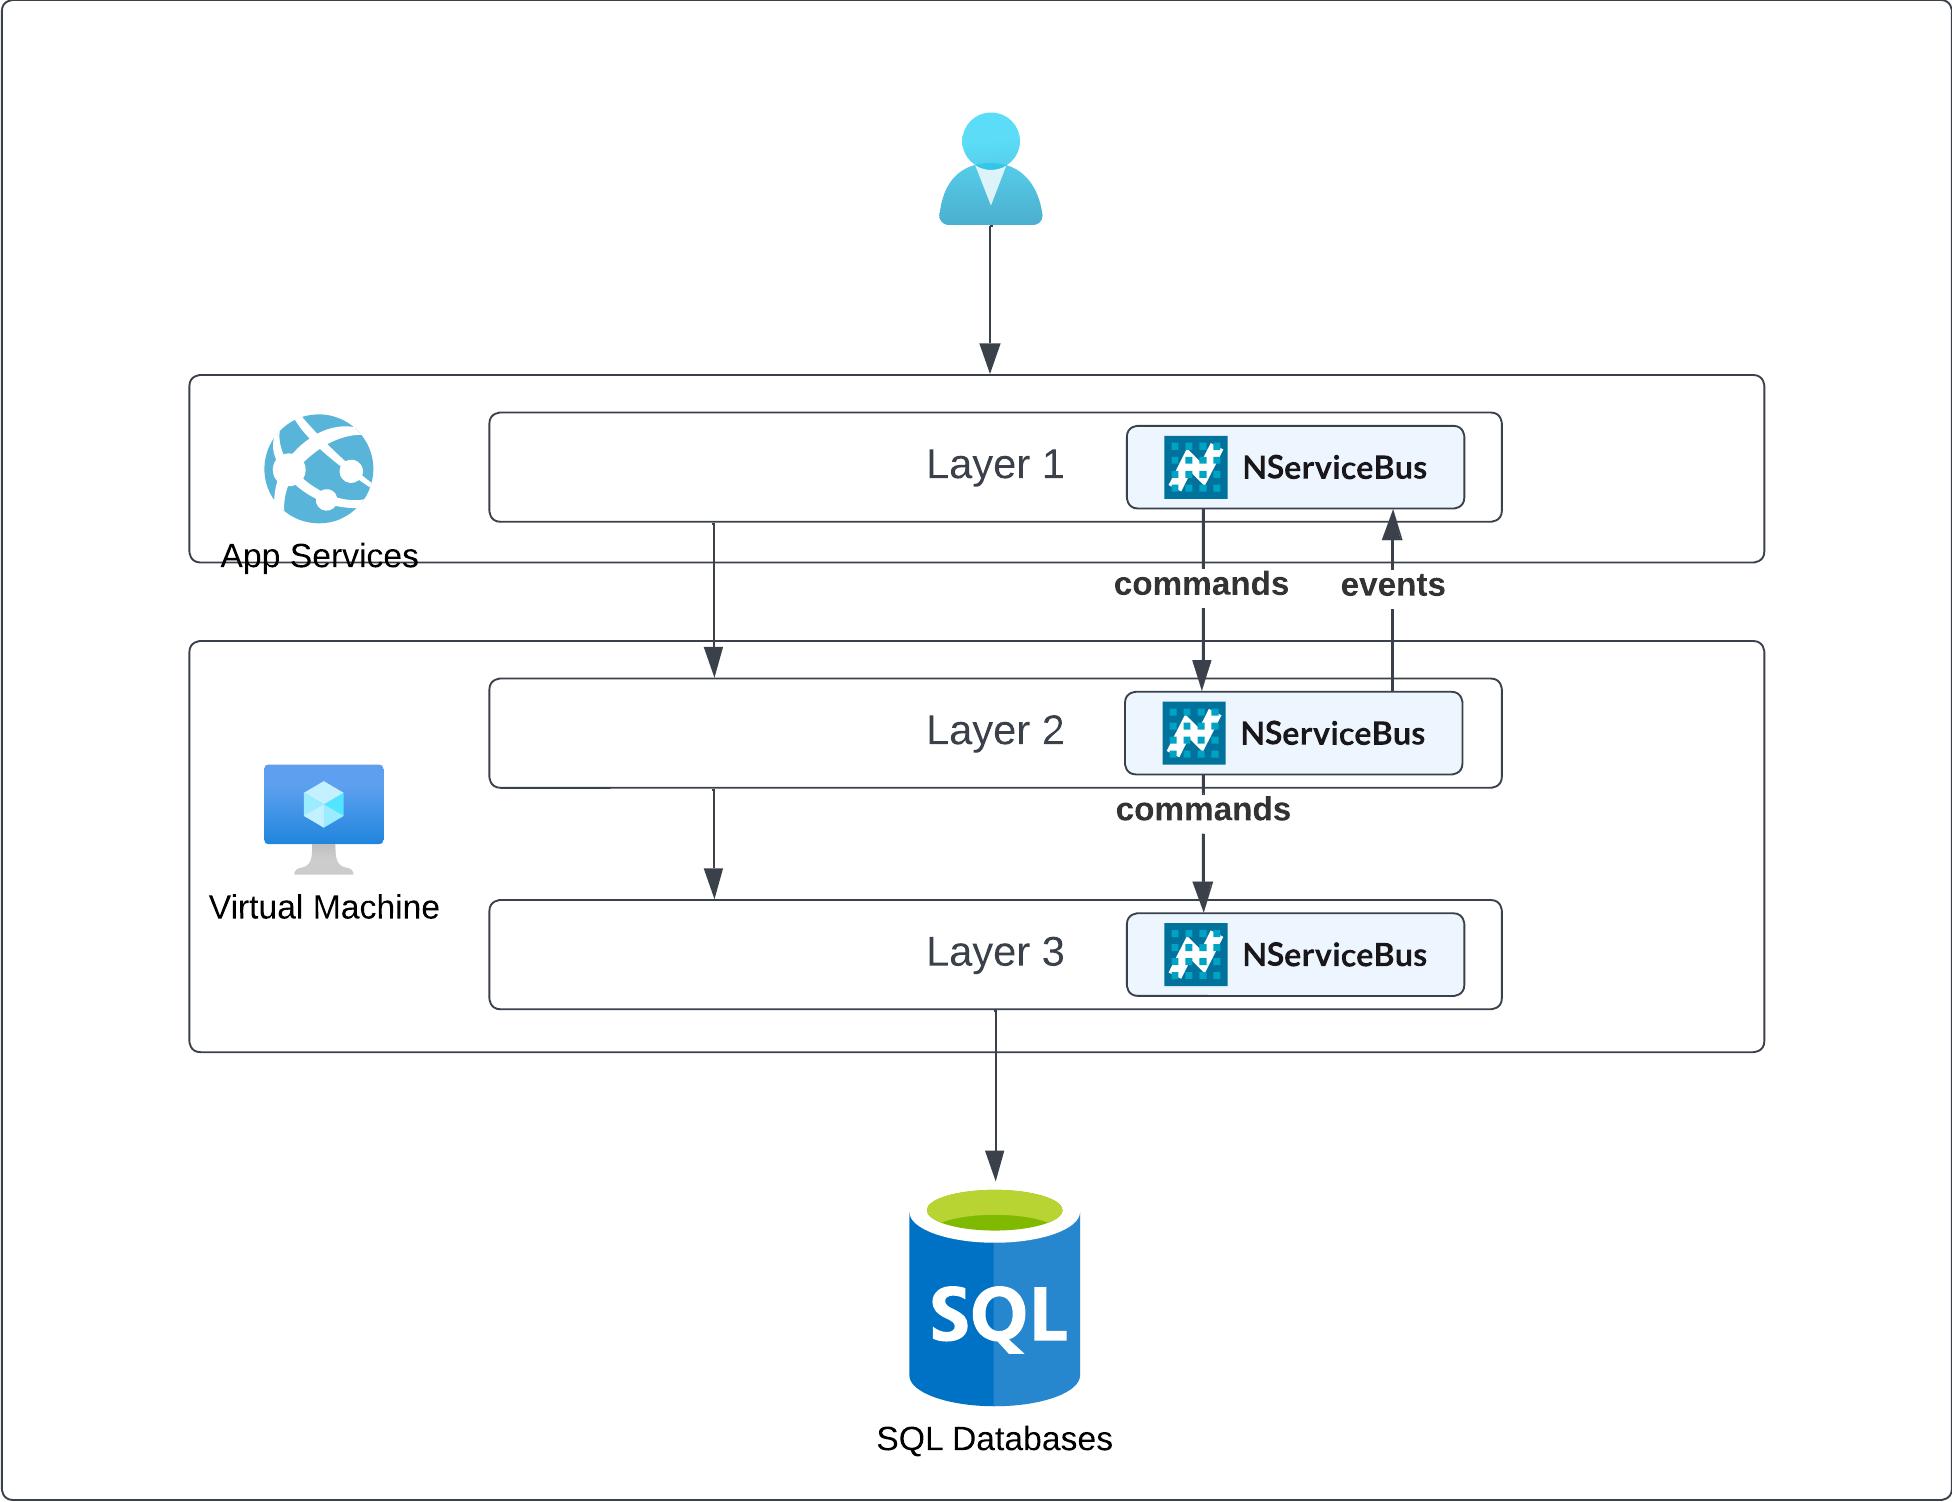 Layer 1
NServiceBus
App Services
commands
events
Layer 2
NServiceBus
commands
Virtual Machine
Layer 3
NServiceBus
SQL
SQL Databases